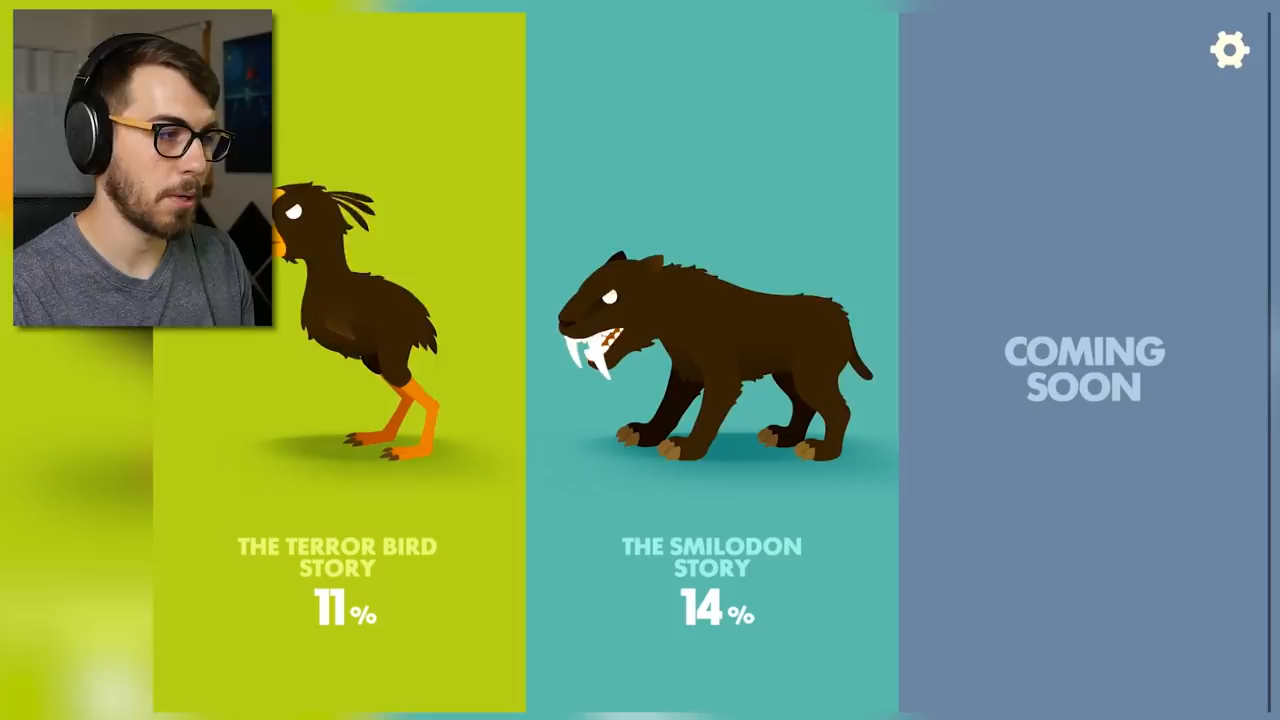 THE TERROR BIRD
STORY
11%
THE SMILODON
STORY
14%
COMING
SOON